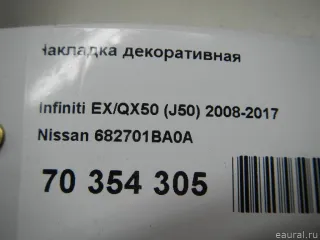 Накладка декоративная
Infiniti EX/QX50 (J50) 2008-2017
Nissan 682701BA0A
70 354 305
eaural.ru